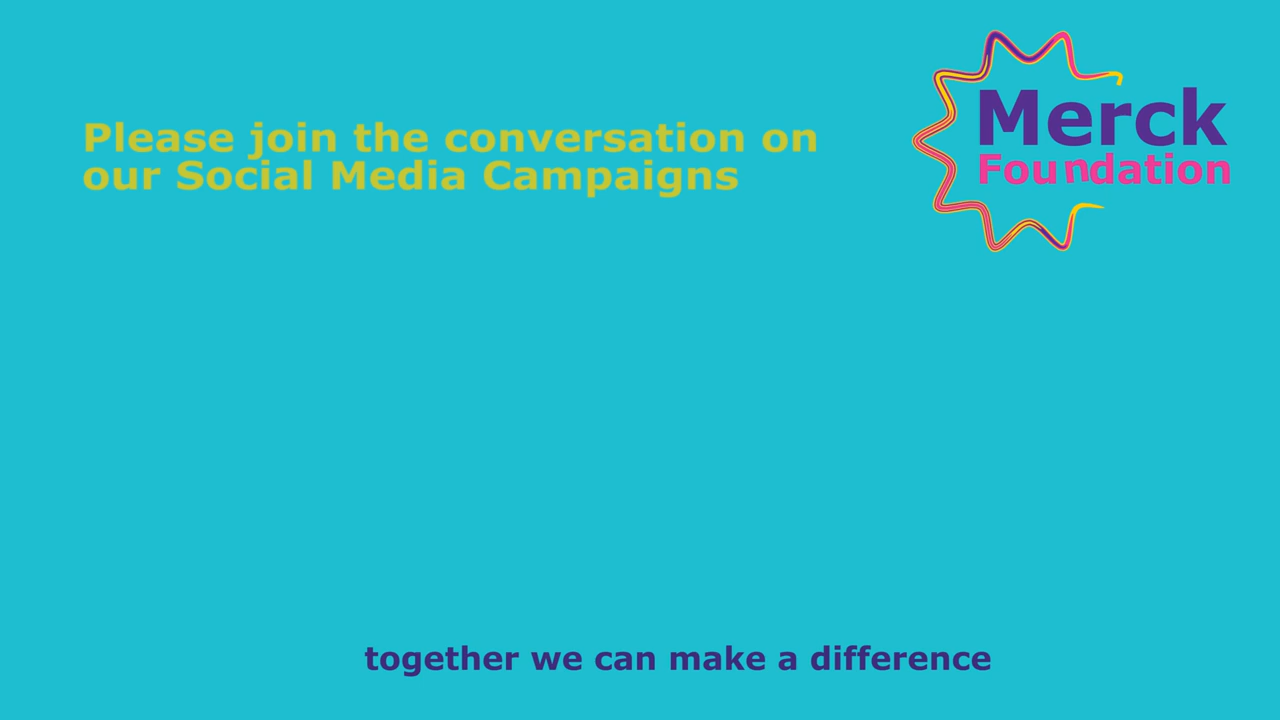 Please join the conversation on
our Social Media Campaigns
Merck
Foundation
together we can make a difference